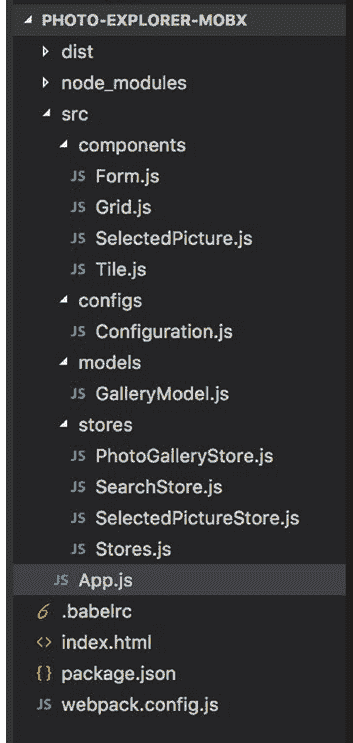 PHOTO-EXPLORER-MOBX
dist
node_modules
src
components
JS Form.js
JS Grid.js
JS SelectedPicture.js
JS Tile.js
configs
JS Configuration.js
models
JS GalleryModel.js
stores
JS PhotoGalleryStore.js
JS SearchStore.js
JS SelectedPictureStore.js
JS Stores.js
JS App.js
.babelrc
<> index.html
{} package.json
JS webpack.config.js